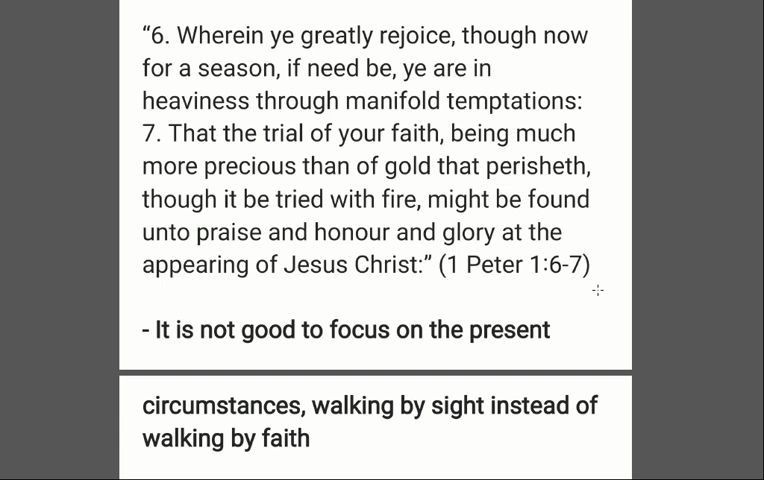 “6. Wherein ye greatly rejoice, though now
for a season, if need be, ye are in
heaviness through manifold temptations:
7. That the trial of your faith, being much
more precious than of gold that perisheth,
though it be tried with fire, might be found
unto praise and honour and glory at the
appearing of Jesus Christ:” (1 Peter 1:6-7)
- It is not good to focus on the present
circumstances, walking by sight instead of
walking by faith